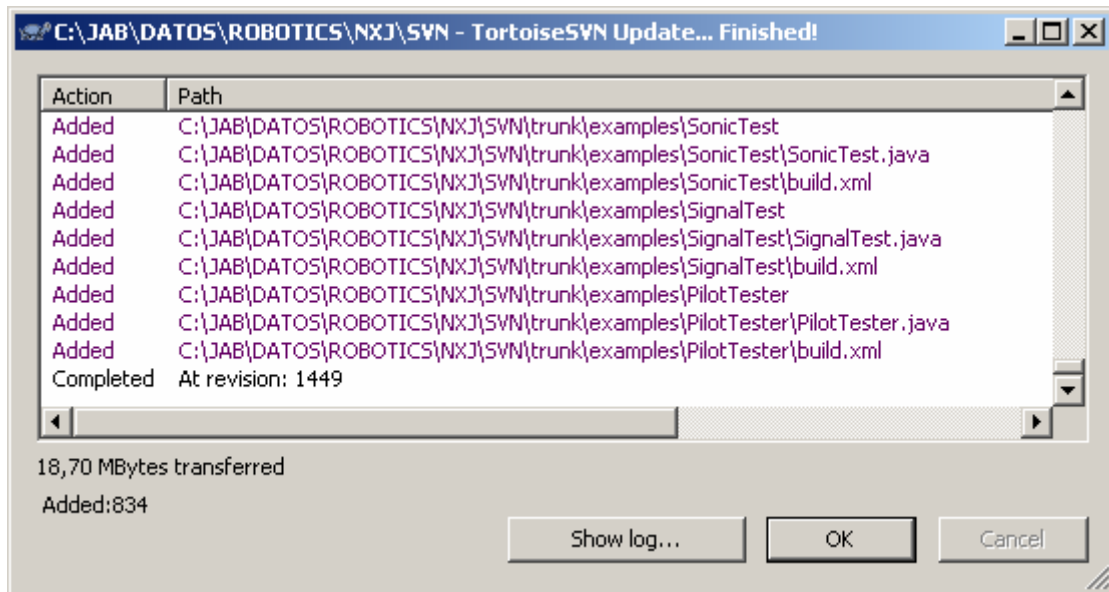 C:\JAB\DATOS\ROBOTICS\NXJ\SVN - TortoiseSVN Update... Finished!
Action Path
Added C:\JAB\DATOS\ROBOTICS\NXJ\SVN\trunk\examples\SonicTest
Added C:\JAB\DATOS\ROBOTICS\NXJ\SVN\trunk\examples\SonicTest\SonicTest.java
Added C:\JAB\DATOS\ROBOTICS\NXJ\SVN\trunk\examples\SonicTest\build.xml
Added C:\JAB\DATOS\ROBOTICS\NXJ\SVN\trunk\examples\SignalTest
Added C:\JAB\DATOS\ROBOTICS\NXJ\SVN\trunk\examples\SignalTest\SignalTest.java
Added C:\JAB\DATOS\ROBOTICS\NXJ\SVN\trunk\examples\SignalTest\build.xml
Added C:\JAB\DATOS\ROBOTICS\NXJ\SVN\trunk\examples\PilotTester
Added C:\JAB\DATOS\ROBOTICS\NXJ\SVN\trunk\examples\PilotTester\PilotTester.java
Added C:\JAB\DATOS\ROBOTICS\NXJ\SVN\trunk\examples\PilotTester\build.xml
Completed At revision: 1449
18,70 MBytes transferred
Added:834
Show log... OK Cancel